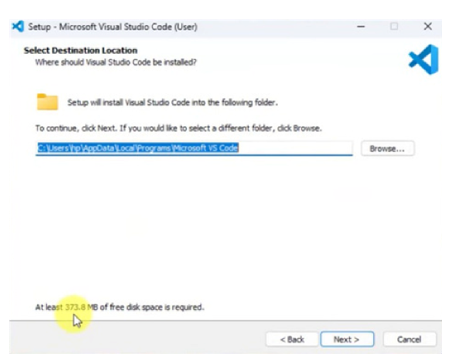 Setup - Microsoft Visual Studio Code (User)
Select Destination Location
Where should Visual Studio Code be installed?
Setup will install Visual Studio Code into the following folder.
To continue, click Next. If you would like to select a different folder, click Browse.
C:\Users\hp\AppData\Local\Programs\Microsoft VS Code
Browse...
At least 373.8 MB of free disk space is required.
< Back
Next >
Cancel